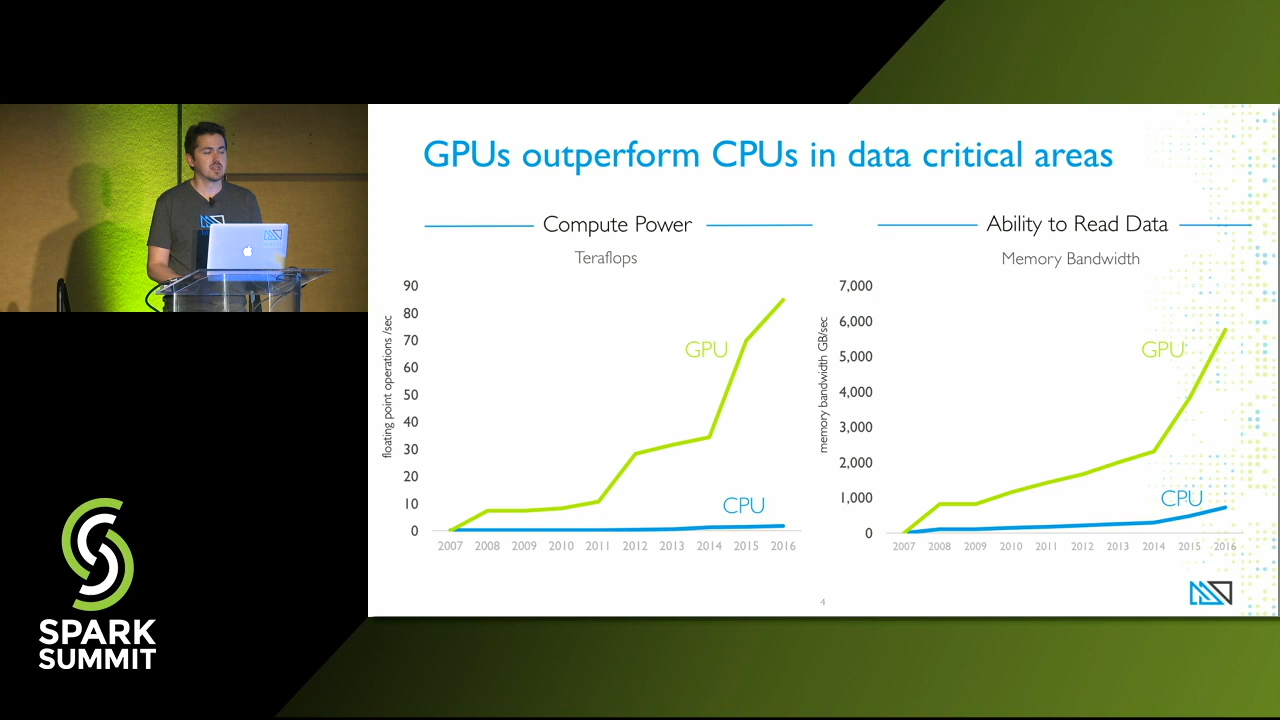 GPUs outperform CPUs in data critical areas
Compute Power
Teraflops
floating point operations /sec
90
80
70
60
50
40
30
20
10
0
GPU
CPU
2007 2008 2009 2010 2011 2012 2013 2014 2015 2016
Ability to Read Data
Memory Bandwidth
memory bandwidth GB/sec
7,000
6,000
5,000
4,000
3,000
2,000
1,000
0
GPU
CPU
2007 2008 2009 2010 2011 2012 2013 2014 2015 2016
4
SPARK
SUMMIT